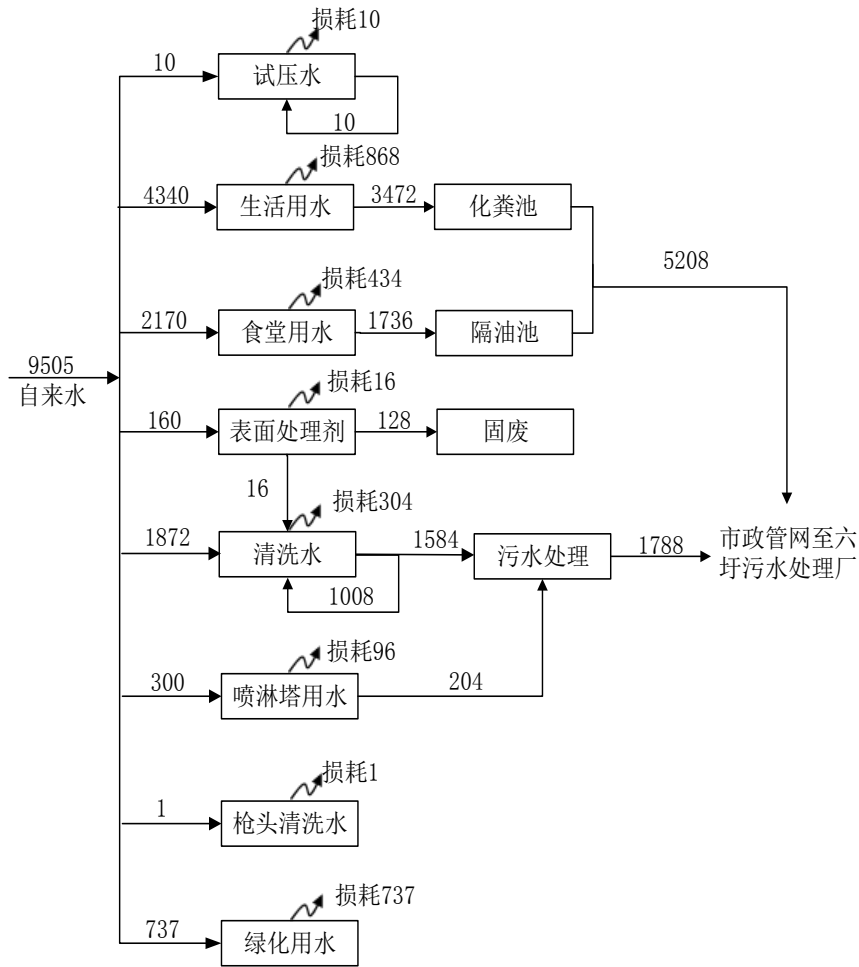 损耗10
10
试压水
10
损耗868
4340
生活用水
3472
化粪池
5208
损耗434
2170
食堂用水
1736
隔油池
9505
自来水
损耗16
160
表面处理剂
128
固废
16
损耗304
1872
清洗水
1584
污水处理
1788
市政管网至六
圩污水处理厂
1008
损耗96
300
喷淋塔用水
204
损耗1
1
枪头清洗水
损耗737
737
绿化用水